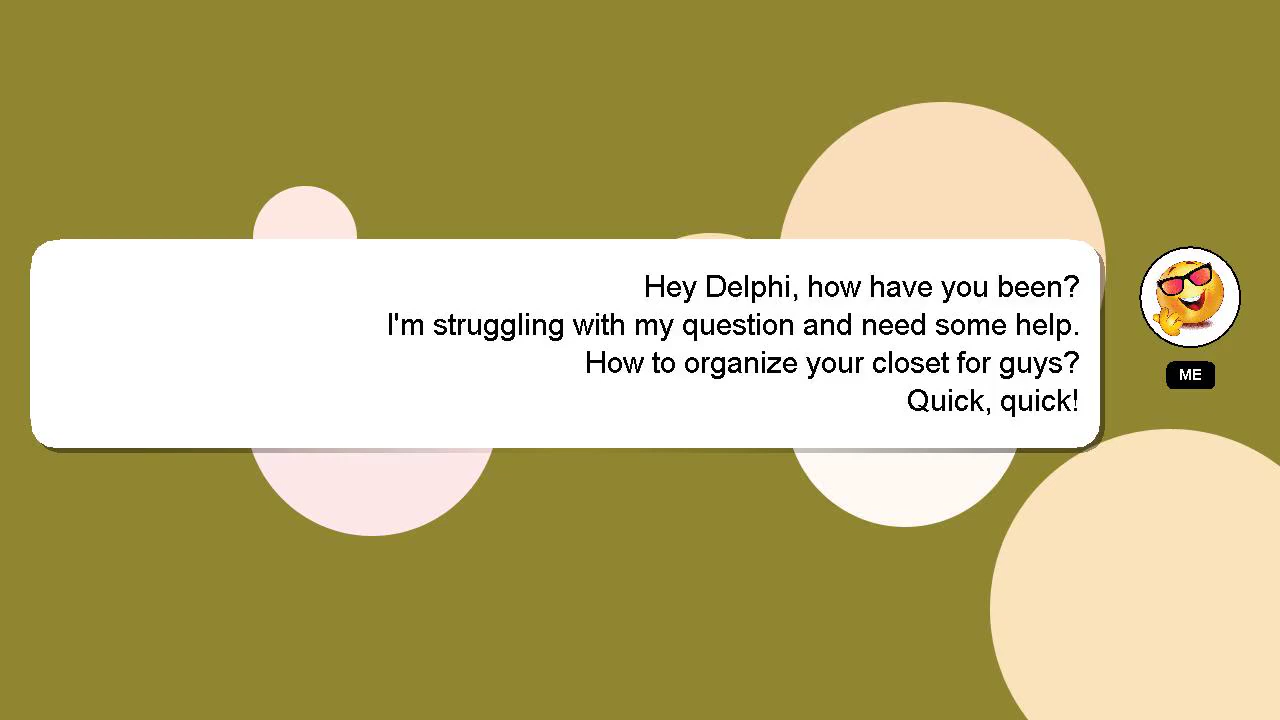 Hey Delphi, how have you been?
I'm struggling with my question and need some help.
How to organize your closet for guys?
Quick, quick!
ME